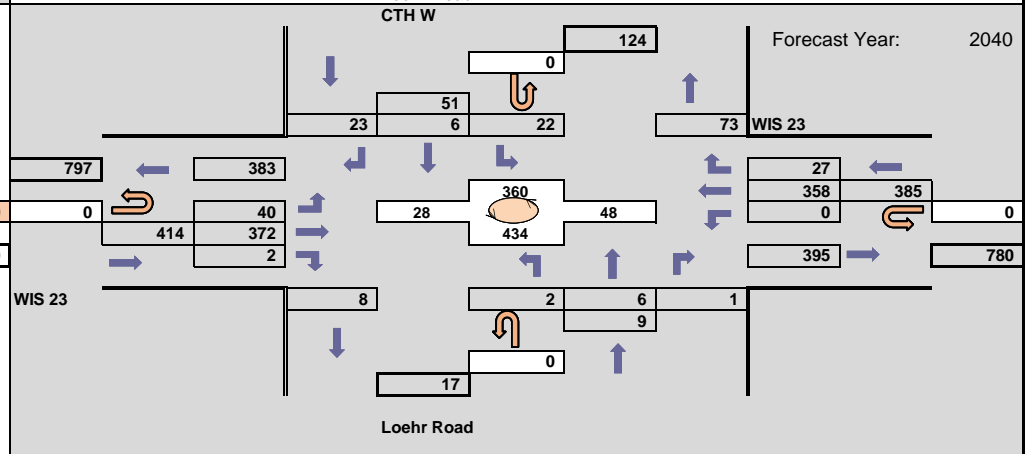 CTH W
124
Forecast Year: 2040
0
51
23 6 22 73 WIS 23
797 383 27
360 358 385
0 40 28 48 0 0
414 372 434
2 395 780
WIS 23 8 2 6 1
9
0
17
Loehr Road